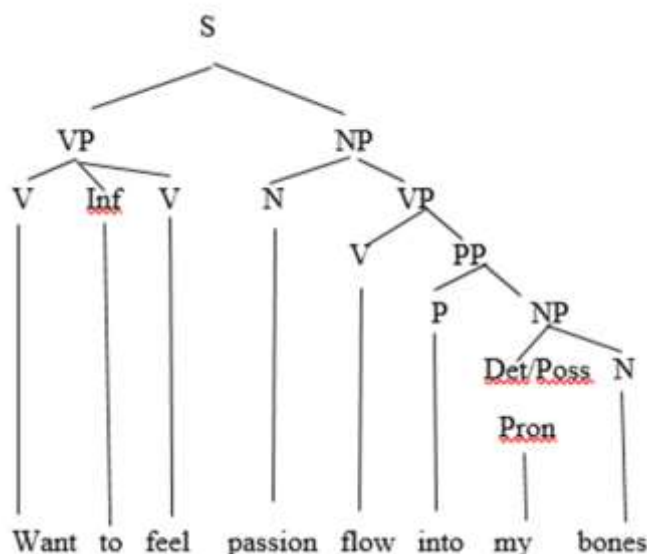 S
VP NP
V Inf V N VP
V PP
P NP
Det/Poss N
Pron
Want to feel passion flow into my bones